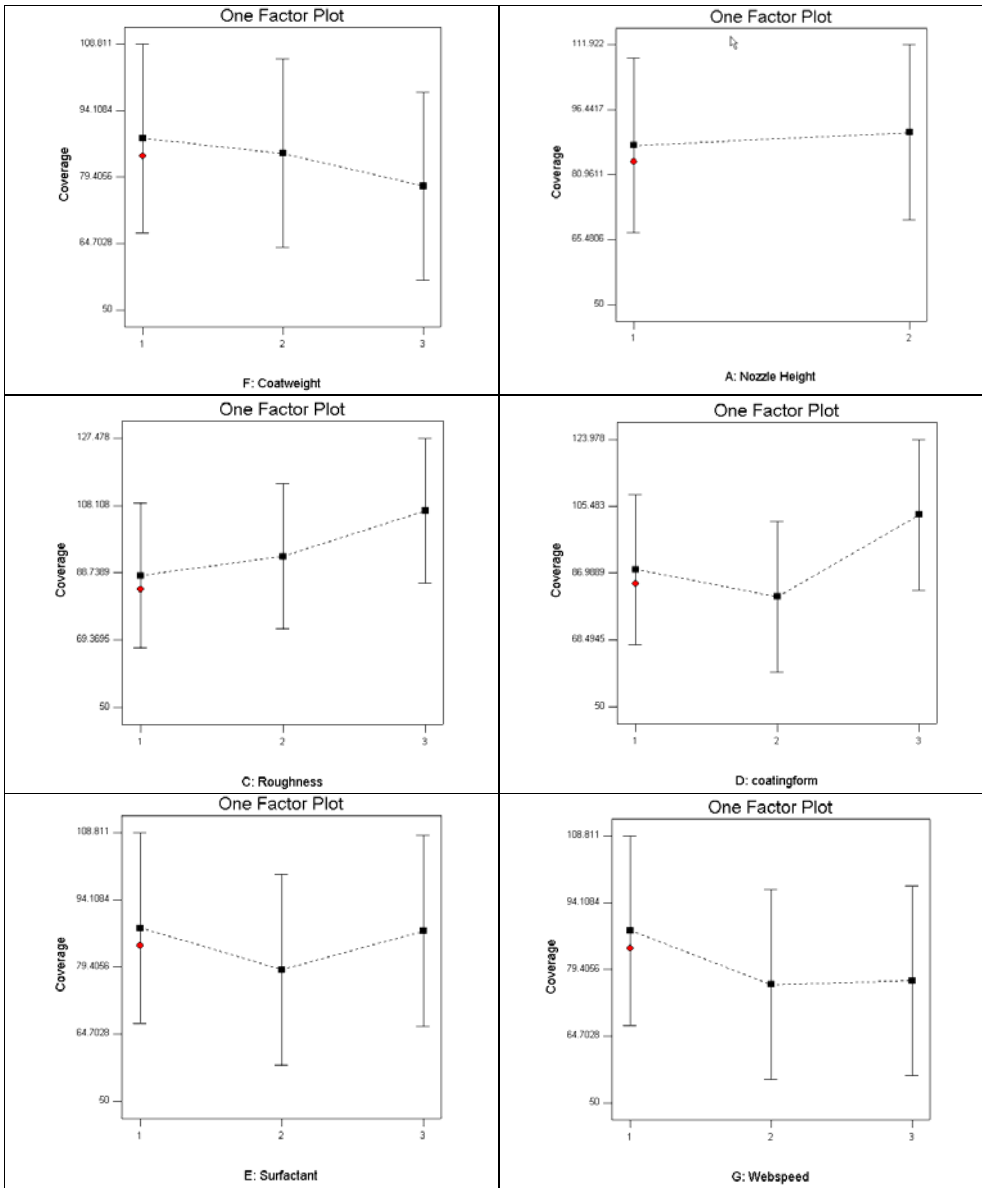 One Factor Plot
108.811
94.1084
79.4056
64.7028
50
Coverage
1 2 3
F: Coatweight
One Factor Plot
111.922
96.4417
80.9611
65.4806
50
Coverage
1 2
A: Nozzle Height
One Factor Plot
127.478
108.108
88.7389
69.3695
50
Coverage
1 2 3
C: Roughness
One Factor Plot
123.978
105.483
86.9889
68.4945
50
Coverage
1 2 3
D: coatingform
One Factor Plot
108.811
94.1084
79.4056
64.7028
50
Coverage
1 2 3
E: Surfactant
One Factor Plot
108.811
94.1084
79.4056
64.7028
50
Coverage
1 2 3
G: Webspeed